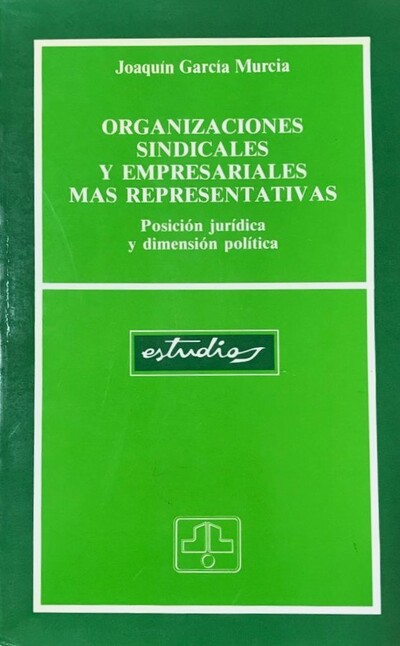 Joaquín García Murcia
ORGANIZACIONES
SINDICALES
Y EMPRESARIALES
MAS REPRESENTATIVAS
Posición jurídica
y dimensión política
estudios